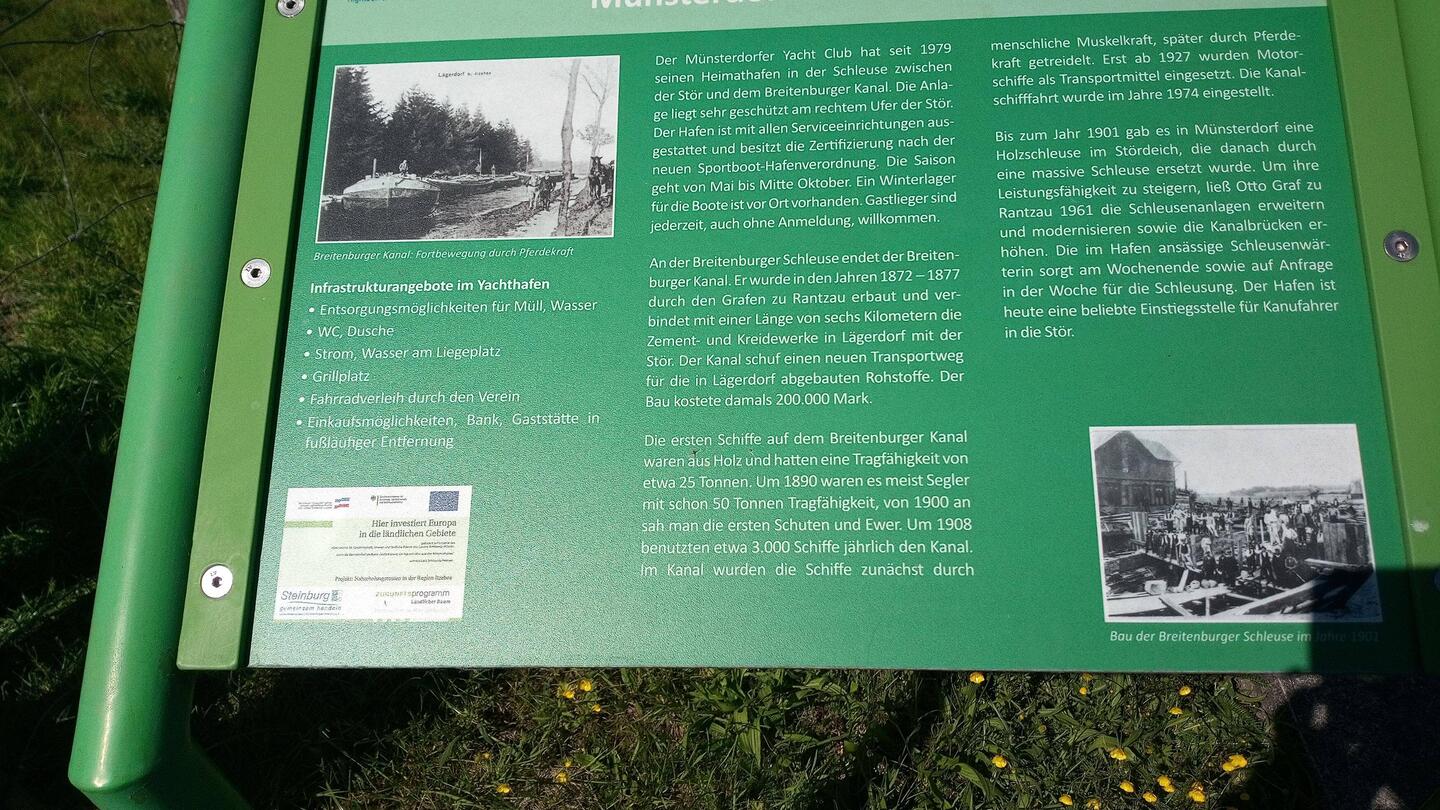 Münsterdo
Lägerdorf
Breitenburger Kanal: Fortbewegung durch Pferdekraft
Infrastrukturangebote im Yachthafen
• Entsorgungsmöglichkeiten für Müll, Wasser
• WC, Dusche
• Strom, Wasser am Liegeplatz
• Grillplatz
• Fahrradverleih durch den Verein
• Einkaufsmöglichkeiten, Bank, Gaststätte in
fußläufiger Entfernung
Hier investiert Europa
in die ländlichen Gebiete
Projekt: Naherholungstrassen in der Region Itzehoe
Steinburg
gemeinsam handeln
ZUKUNFTSprogramm
Ländlicher Raum
Der Münsterdorfer Yacht Club hat seit 1979
seinen Heimathafen in der Schleuse zwischen
der Stör und dem Breitenburger Kanal. Die Anla-
ge liegt sehr geschützt am rechtem Ufer der Stör.
Der Hafen ist mit allen Serviceeinrichtungen aus-
gestattet und besitzt die Zertifizierung nach der
neuen Sportboot-Hafenverordnung. Die Saison
geht von Mai bis Mitte Oktober. Ein Winterlager
für die Boote ist vor Ort vorhanden. Gastlieger sind
jederzeit, auch ohne Anmeldung, willkommen.
An der Breitenburger Schleuse endet der Breiten-
burger Kanal. Er wurde in den Jahren 1872 – 1877
durch den Grafen zu Rantzau erbaut und ver-
bindet mit einer Länge von sechs Kilometern die
Zement- und Kreidewerke in Lägerdorf mit der
Stör. Der Kanal schuf einen neuen Transportweg
für die in Lägerdorf abgebauten Rohstoffe. Der
Bau kostete damals 200.000 Mark.
Die ersten Schiffe auf dem Breitenburger Kanal
waren aus Holz und hatten eine Tragfähigkeit von
etwa 25 Tonnen. Um 1890 waren es meist Segler
mit schon 50 Tonnen Tragfähigkeit, von 1900 an
sah man die ersten Schuten und Ewer. Um 1908
benutzten etwa 3.000 Schiffe jährlich den Kanal.
Im Kanal wurden die Schiffe zunächst durch
menschliche Muskelkraft, später durch Pferde-
kraft getreidelt. Erst ab 1927 wurden Motor-
schiffe als Transportmittel eingesetzt. Die Kanal-
schifffahrt wurde im Jahre 1974 eingestellt.
Bis zum Jahr 1901 gab es in Münsterdorf eine
Holzschleuse im Stördeich, die danach durch
eine massive Schleuse ersetzt wurde. Um ihre
Leistungsfähigkeit zu steigern, ließ Otto Graf zu
Rantzau 1961 die Schleusenanlagen erweitern
und modernisieren sowie die Kanalbrücken er-
höhen. Die im Hafen ansässige Schleusenwär-
terin sorgt am Wochenende sowie auf Anfrage
in der Woche für die Schleusung. Der Hafen ist
heute eine beliebte Einstiegsstelle für Kanufahrer
in die Stör.
Bau der Breitenburger Schleuse im Jahre 1901